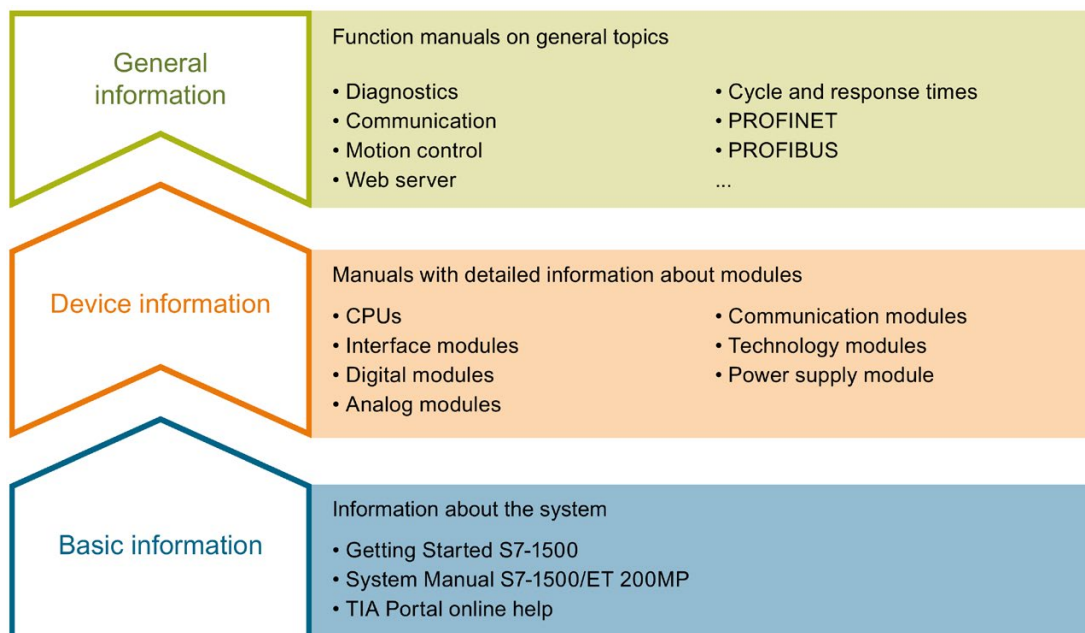 General
information
Function manuals on general topics
• Diagnostics
• Communication
• Motion control
• Web server
• Cycle and response times
• PROFINET
• PROFIBUS
...
Device information
Manuals with detailed information about modules
• CPUs
• Interface modules
• Digital modules
• Analog modules
• Communication modules
• Technology modules
• Power supply module
Basic information
Information about the system
• Getting Started S7-1500
• System Manual S7-1500/ET 200MP
• TIA Portal online help